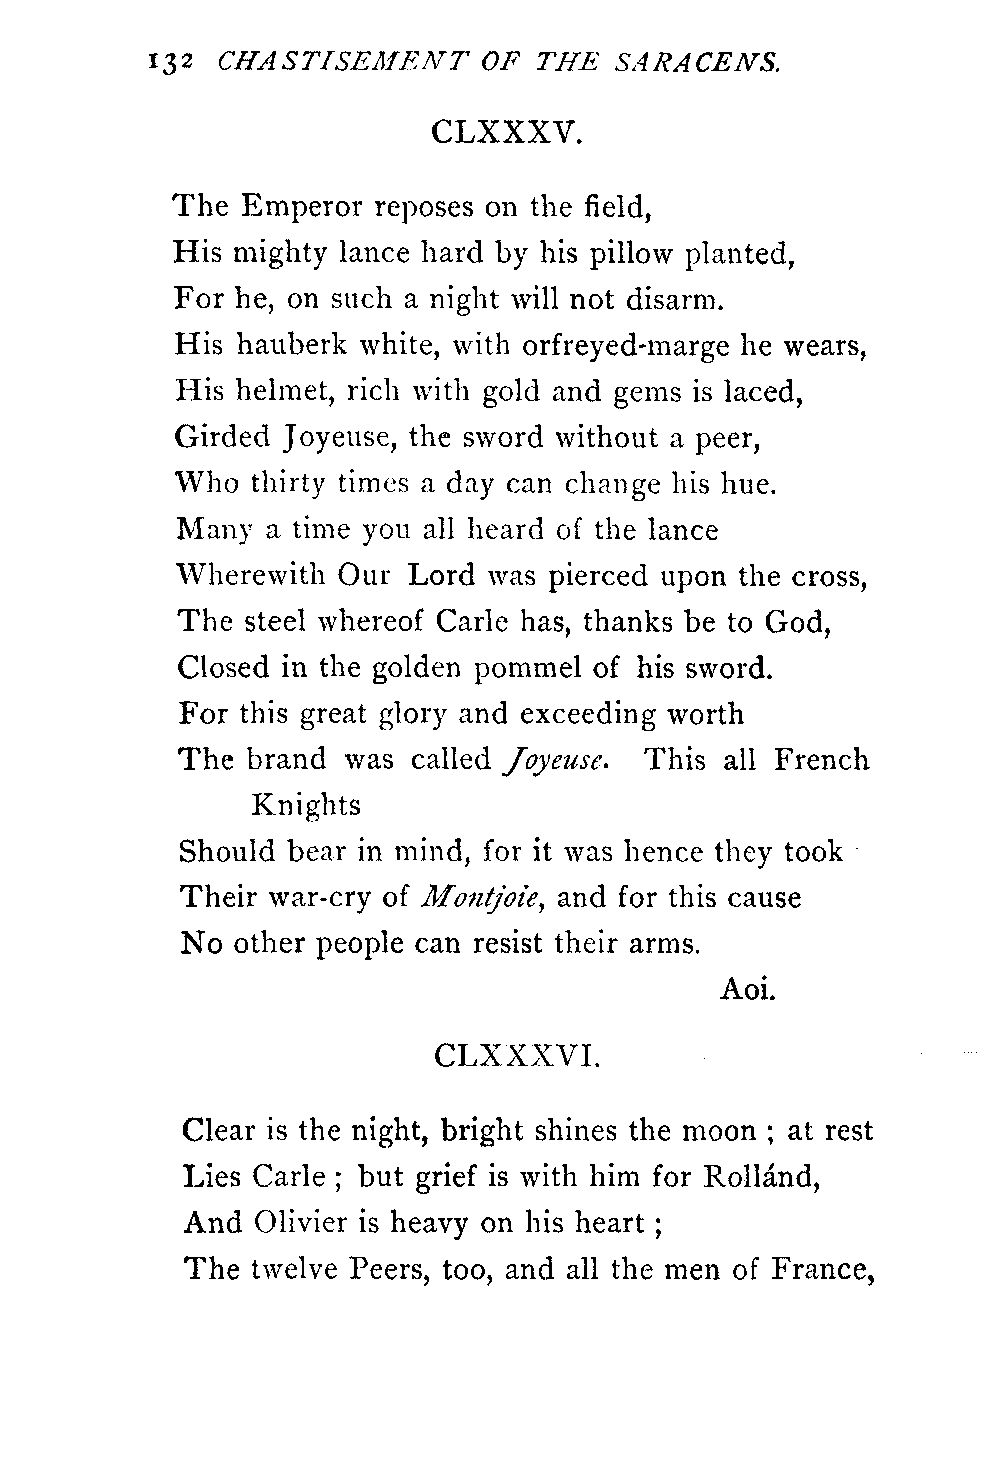 132 CHASTISEMENT OF THE SARACENS.
CLXXXV.
The Emperor reposes on the field,
His mighty lance hard by his pillow planted,
For he, on such a night will not disarm.
His hauberk white, with orfreyed-marge he wears,
His helmet, rich with gold and gems is laced,
Girded Joyeuse, the sword without a peer,
Who thirty times a day can change his hue.
Many a time you all heard of the lance
Wherewith Our Lord was pierced upon the cross,
The steel whereof Carle has, thanks be to God,
Closed in the golden pommel of his sword.
For this great glory and exceeding worth
The brand was called Joyeuse. This all French
Knights
Should bear in mind, for it was hence they took
Their war-cry of Montjoie, and for this cause
No other people can resist their arms.
Aoi.
CLXXXVI.
Clear is the night, bright shines the moon ; at rest
Lies Carle ; but grief is with him for Rollánd,
And Olivier is heavy on his heart ;
The twelve Peers, too, and all the men of France,